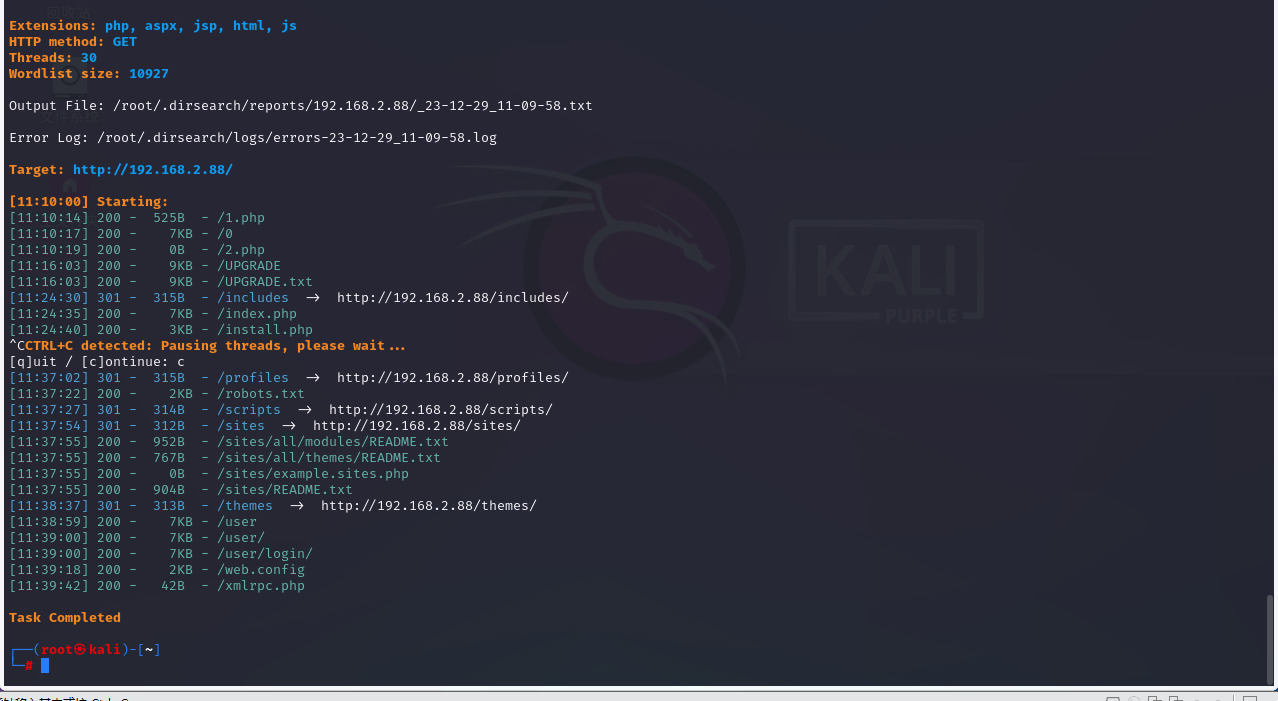 回收站
Extensions: php, aspx, jsp, html, js
HTTP method: GET
Threads: 30
Wordlist size: 10927
Output File: /root/.dirsearch/reports/192.168.2.88/_23-12-29_11-09-58.txt
文件系统
Error Log: /root/.dirsearch/logs/errors-23-12-29_11-09-58.log
Target: http://192.168.2.88/
[11:10:00] Starting:
[11:10:14] 200 - 525B - /1.php
[11:10:17] 200 - 7KB - /0
[11:10:19] 200 - 0B - /2.php
[11:16:03] 200 - 9KB - /UPGRADE
[11:16:03] 200 - 9KB - /UPGRADE.txt
[11:24:30] 301 - 315B - /includes -> http://192.168.2.88/includes/
[11:24:35] 200 - 7KB - /index.php
[11:24:40] 200 - 3KB - /install.php
^CCTRL+C detected: Pausing threads, please wait...
[q]uit / [c]ontinue: c
[11:37:02] 301 - 315B - /profiles -> http://192.168.2.88/profiles/
[11:37:22] 200 - 2KB - /robots.txt
[11:37:27] 301 - 314B - /scripts -> http://192.168.2.88/scripts/
[11:37:54] 301 - 312B - /sites -> http://192.168.2.88/sites/
[11:37:55] 200 - 952B - /sites/all/modules/README.txt
[11:37:55] 200 - 767B - /sites/all/themes/README.txt
[11:37:55] 200 - 0B - /sites/example.sites.php
[11:37:55] 200 - 904B - /sites/README.txt
[11:38:37] 301 - 313B - /themes -> http://192.168.2.88/themes/
[11:38:59] 200 - 7KB - /user
[11:39:00] 200 - 7KB - /user/
[11:39:00] 200 - 7KB - /user/login/
[11:39:18] 200 - 2KB - /web.config
[11:39:42] 200 - 42B - /xmlrpc.php
Task Completed
┌──(root㉿kali)-[~]
└─#
KALI
PURPLE